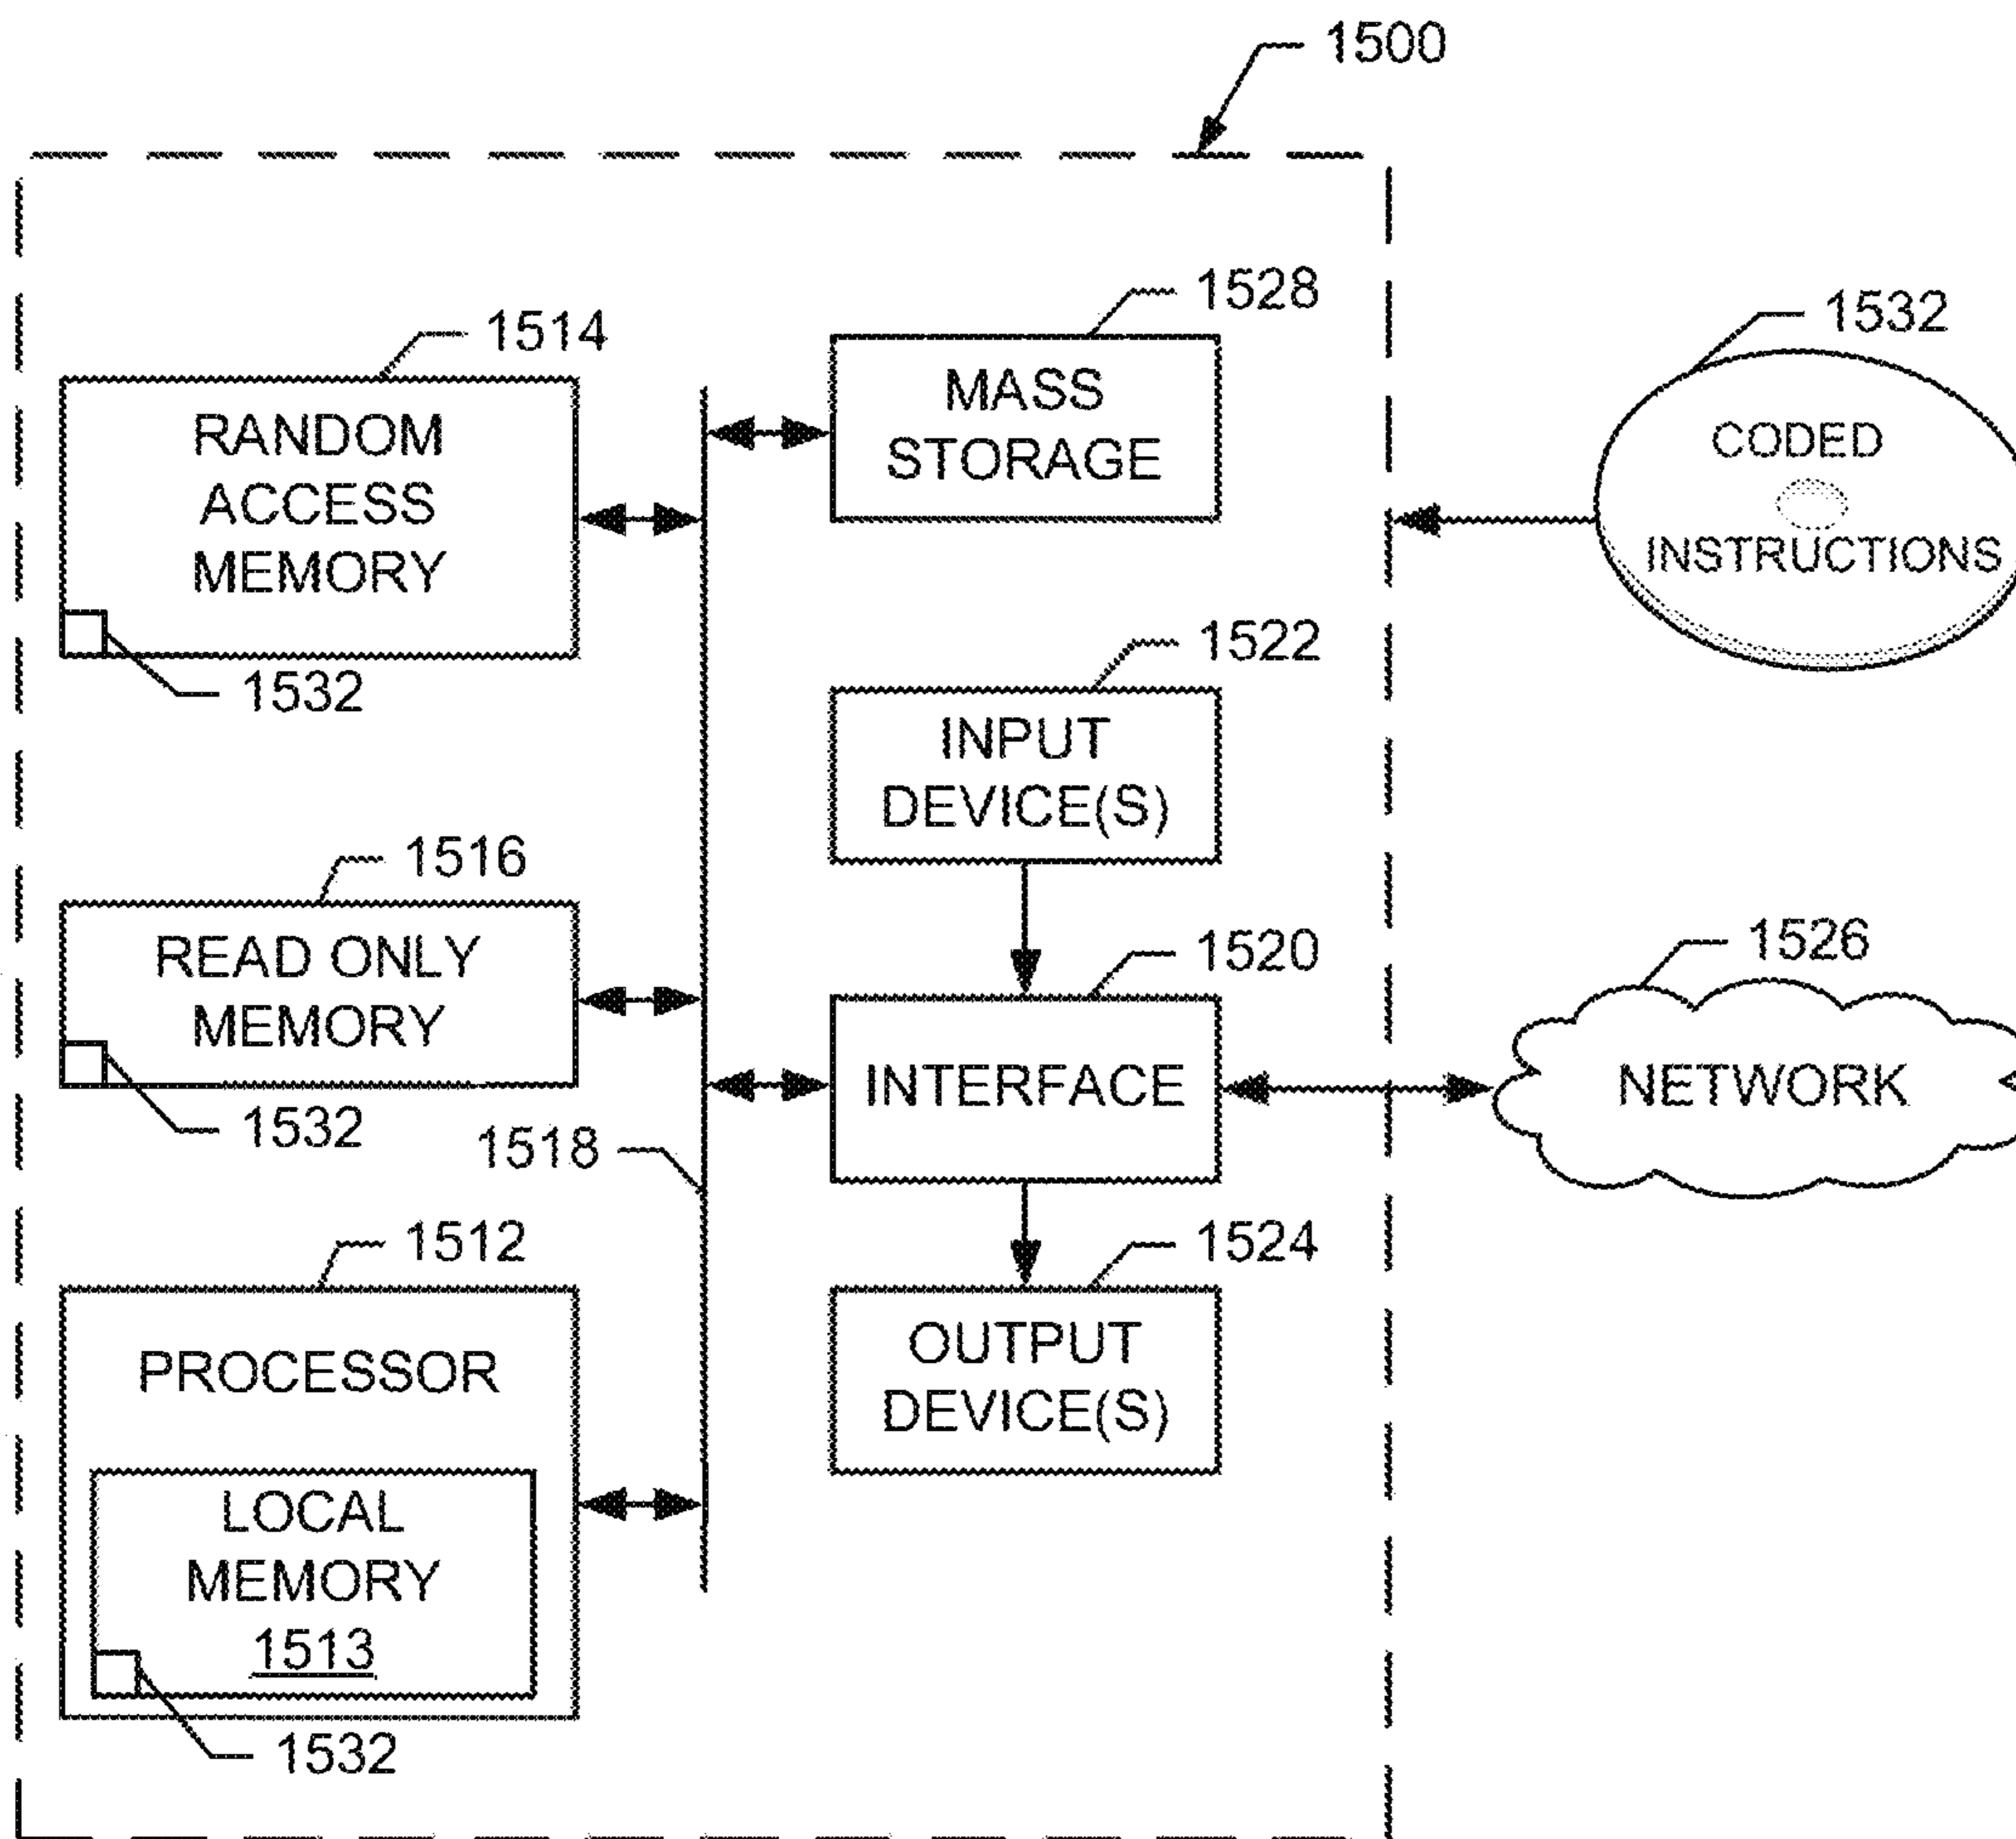 1500
1528
MASS
STORAGE
1514
RANDOM
ACCESS
MEMORY
1532
1532
CODED
INSTRUCTIONS
1522
INPUT
DEVICE(S)
1516
READ ONLY
MEMORY
1532
1520
INTERFACE
1526
NETWORK
1518
1512
PROCESSOR
LOCAL
MEMORY
1513
1532
1524
OUTPUT
DEVICE(S)